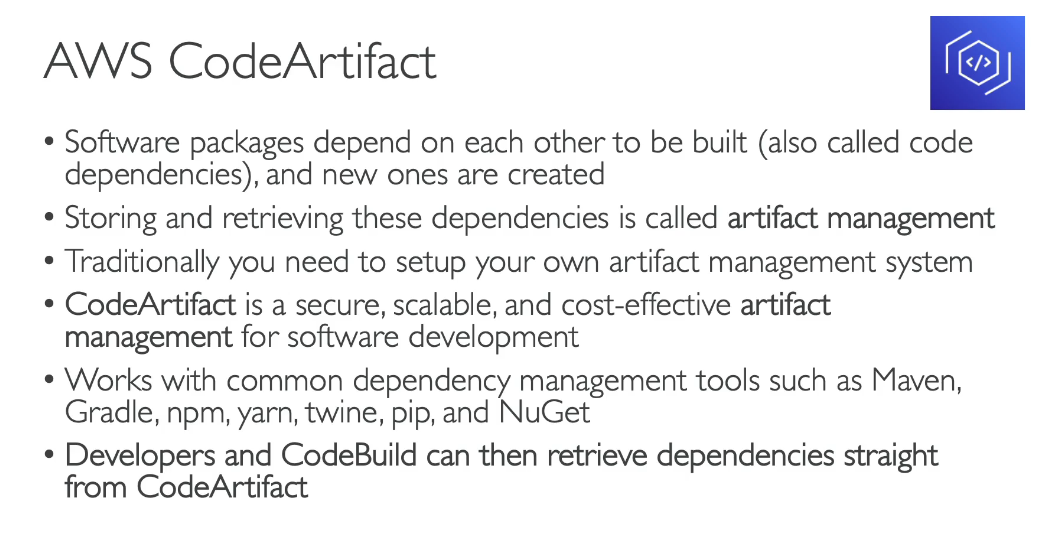 AWS CodeArtifact
</>
• Software packages depend on each other to be built (also called code
dependencies), and new ones are created
• Storing and retrieving these dependencies is called artifact management
• Traditionally you need to setup your own artifact management system
• CodeArtifact is a secure, scalable, and cost-effective artifact
management for software development
• Works with common dependency management tools such as Maven,
Gradle, npm, yarn, twine, pip, and NuGet
• Developers and CodeBuild can then retrieve dependencies straight
from CodeArtifact